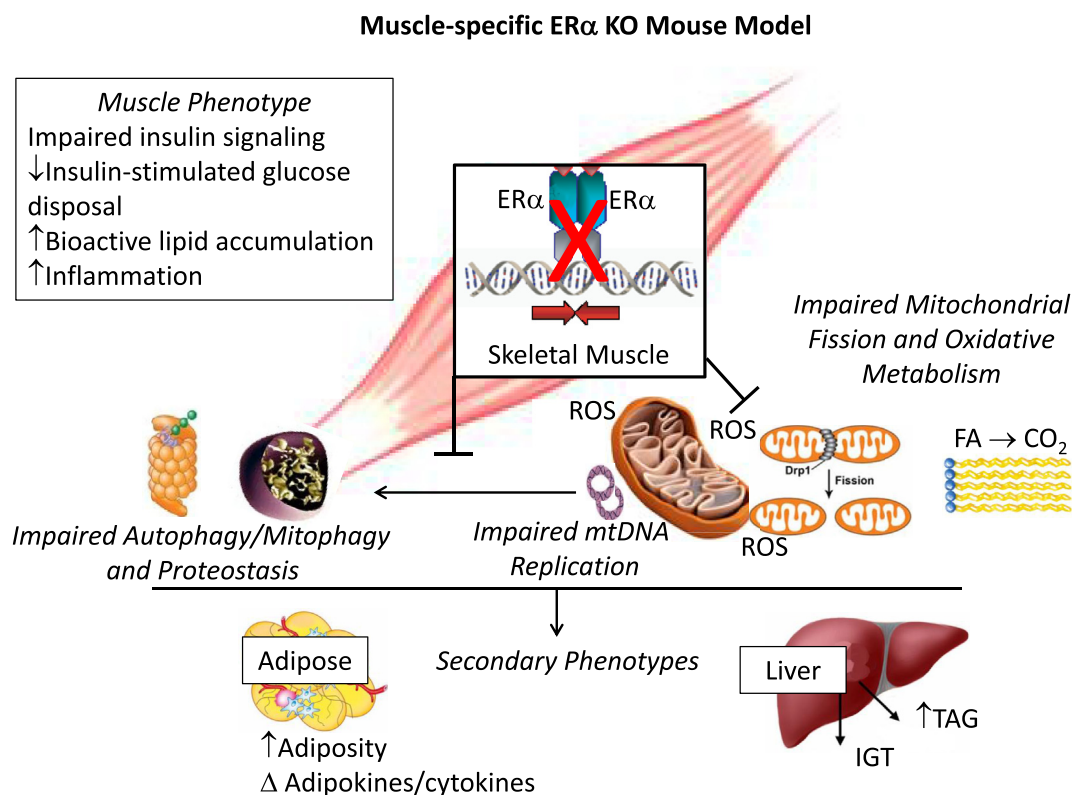 Muscle-specific ERα KO Mouse Model
Muscle Phenotype
Impaired insulin signaling
↓Insulin-stimulated glucose
disposal
↑Bioactive lipid accumulation
↑Inflammation
ERα
ERα
Skeletal Muscle
Impaired Mitochondrial
Fission and Oxidative
Metabolism
ROS
ROS
ROS
Drp1
Fission
FA → CO₂
Impaired Autophagy/Mitophagy
and Proteostasis
Impaired mtDNA
Replication
Secondary Phenotypes
Adipose
↑Adiposity
Δ Adipokines/cytokines
Liver
↑TAG
IGT